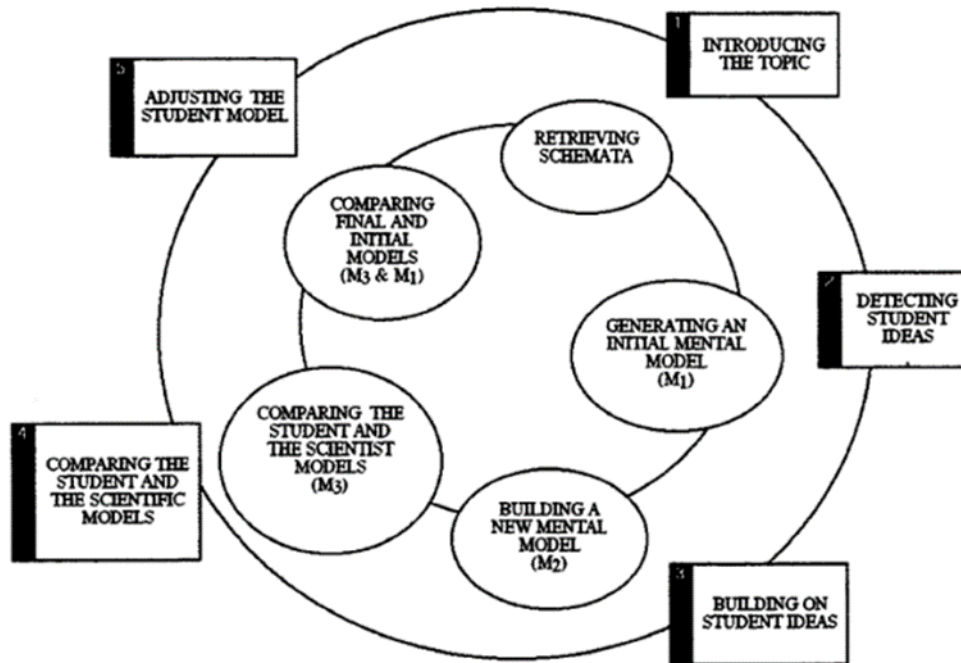 1
INTRODUCING
THE TOPIC
5
ADJUSTING THE
STUDENT MODEL
RETRIEVING
SCHEMATA
COMPARING
FINAL AND
INITIAL
MODELS
(M3 & M1)
2
DETECTING
STUDENT
IDEAS
GENERATING AN
INITIAL MENTAL
MODEL
(M1)
COMPARING THE
STUDENT AND
THE SCIENTIST
MODELS
(M3)
4
COMPARING THE
STUDENT AND
THE SCIENTIFIC
MODELS
BUILDING A
NEW MENTAL
MODEL
(M2)
3
BUILDING ON
STUDENT IDEAS